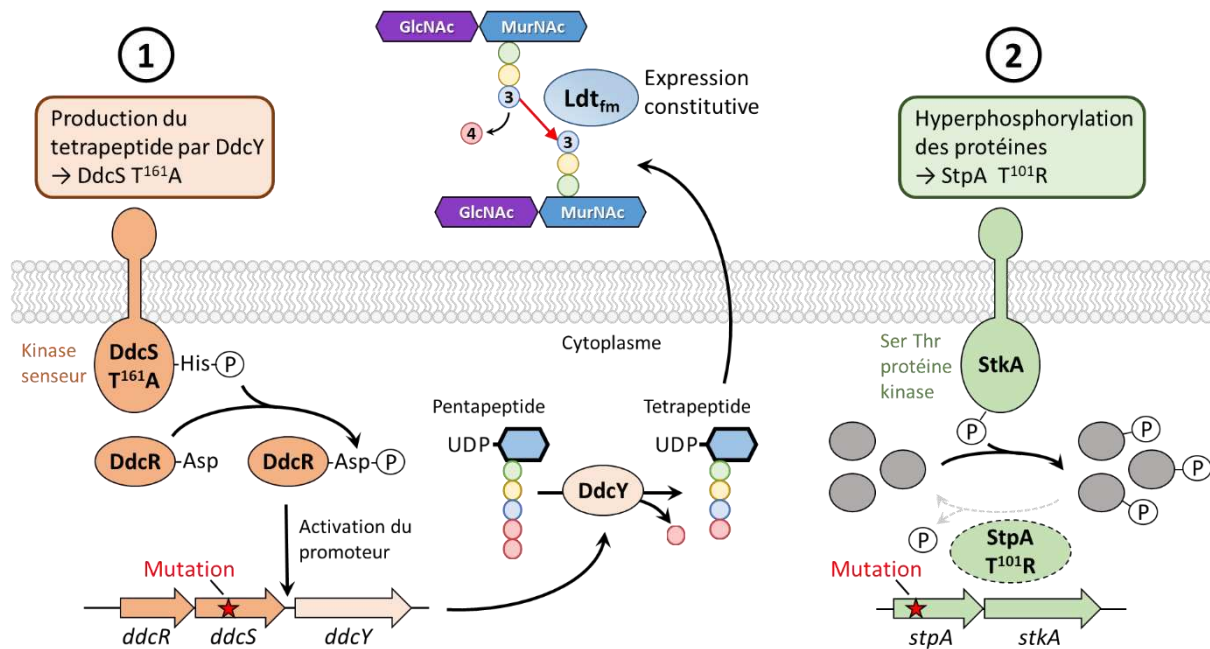 1
Production du
tetrapeptide par DdcY
→ DdcS T¹⁶¹A
GlcNAc
MurNAc
3
4
3
Ldt_fm
Expression
constitutive
GlcNAc
MurNAc
2
Hyperphosphorylation
des protéines
→ StpA T¹⁰¹R
Kinase
senseur
DdcS
T¹⁶¹A
His
P
DdcR
Asp
DdcR
Asp
P
Activation du
promoteur
Mutation
ddcR
ddcS
ddcY
Cytoplasme
Pentapeptide
UDP
DdcY
Tetrapeptide
UDP
Ser Thr
protéine
kinase
StkA
P
P
P
P
P
StpA
T¹⁰¹R
Mutation
stpA
stkA